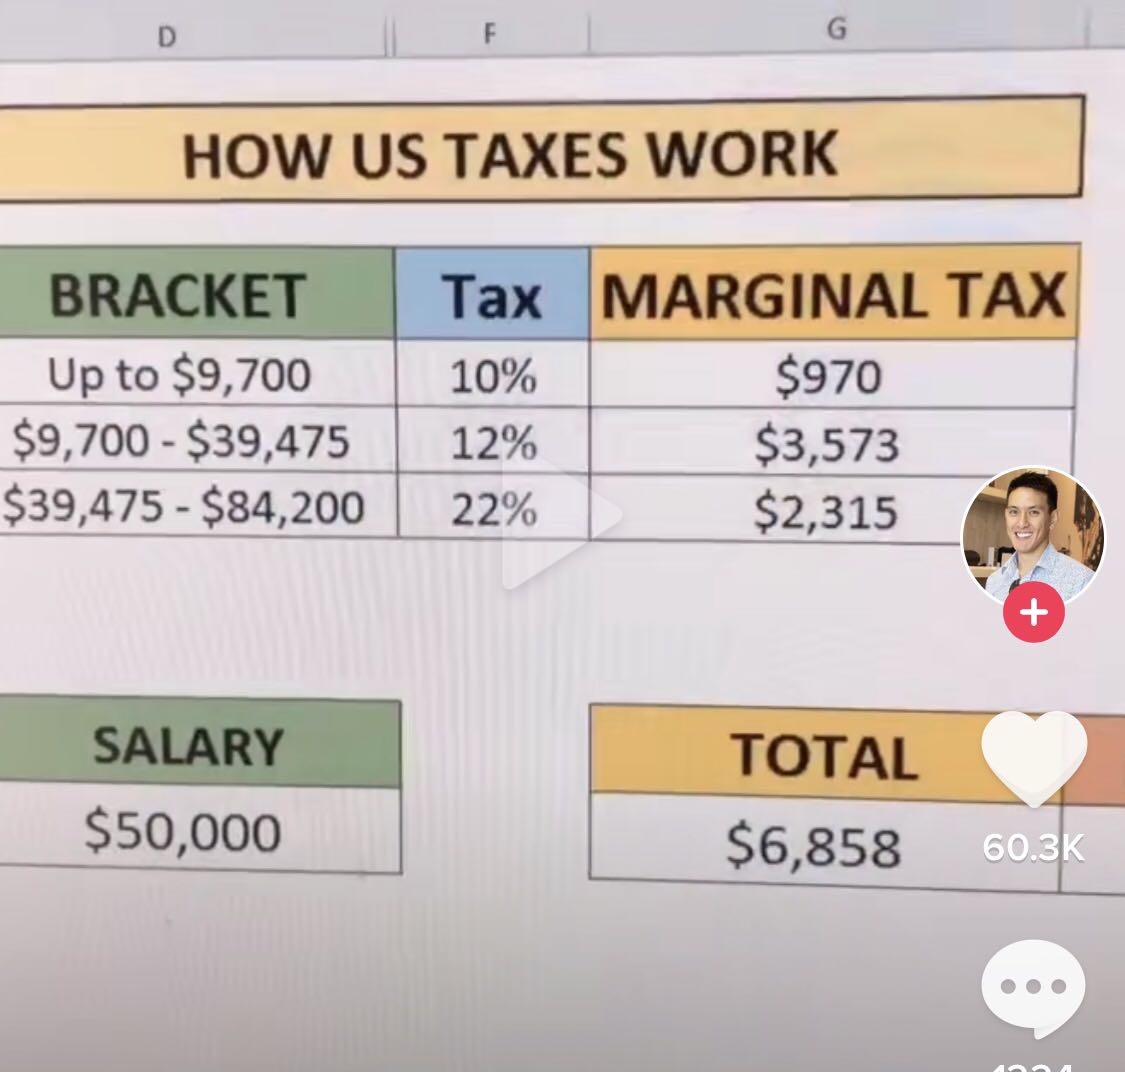 D F G
HOW US TAXES WORK
BRACKET Tax MARGINAL TAX
Up to $9,700 10% $970
$9,700 - $39,475 12% $3,573
$39,475 - $84,200 22% $2,315
SALARY TOTAL
$50,000 $6,858
60.3K